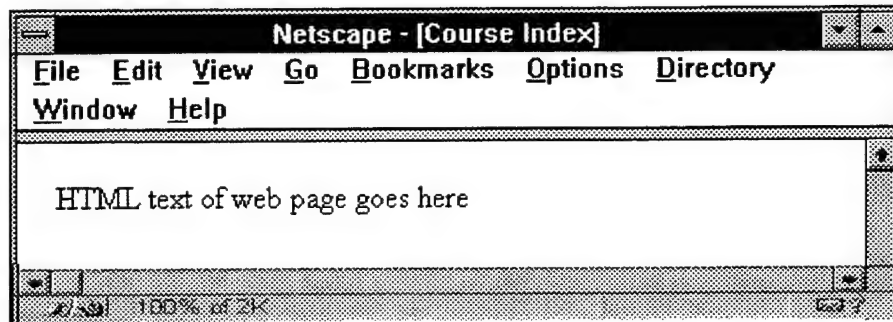 Netscape - [Course Index]
File Edit View Go Bookmarks Options Directory
Window Help
HTML text of web page goes here
100% of 2K